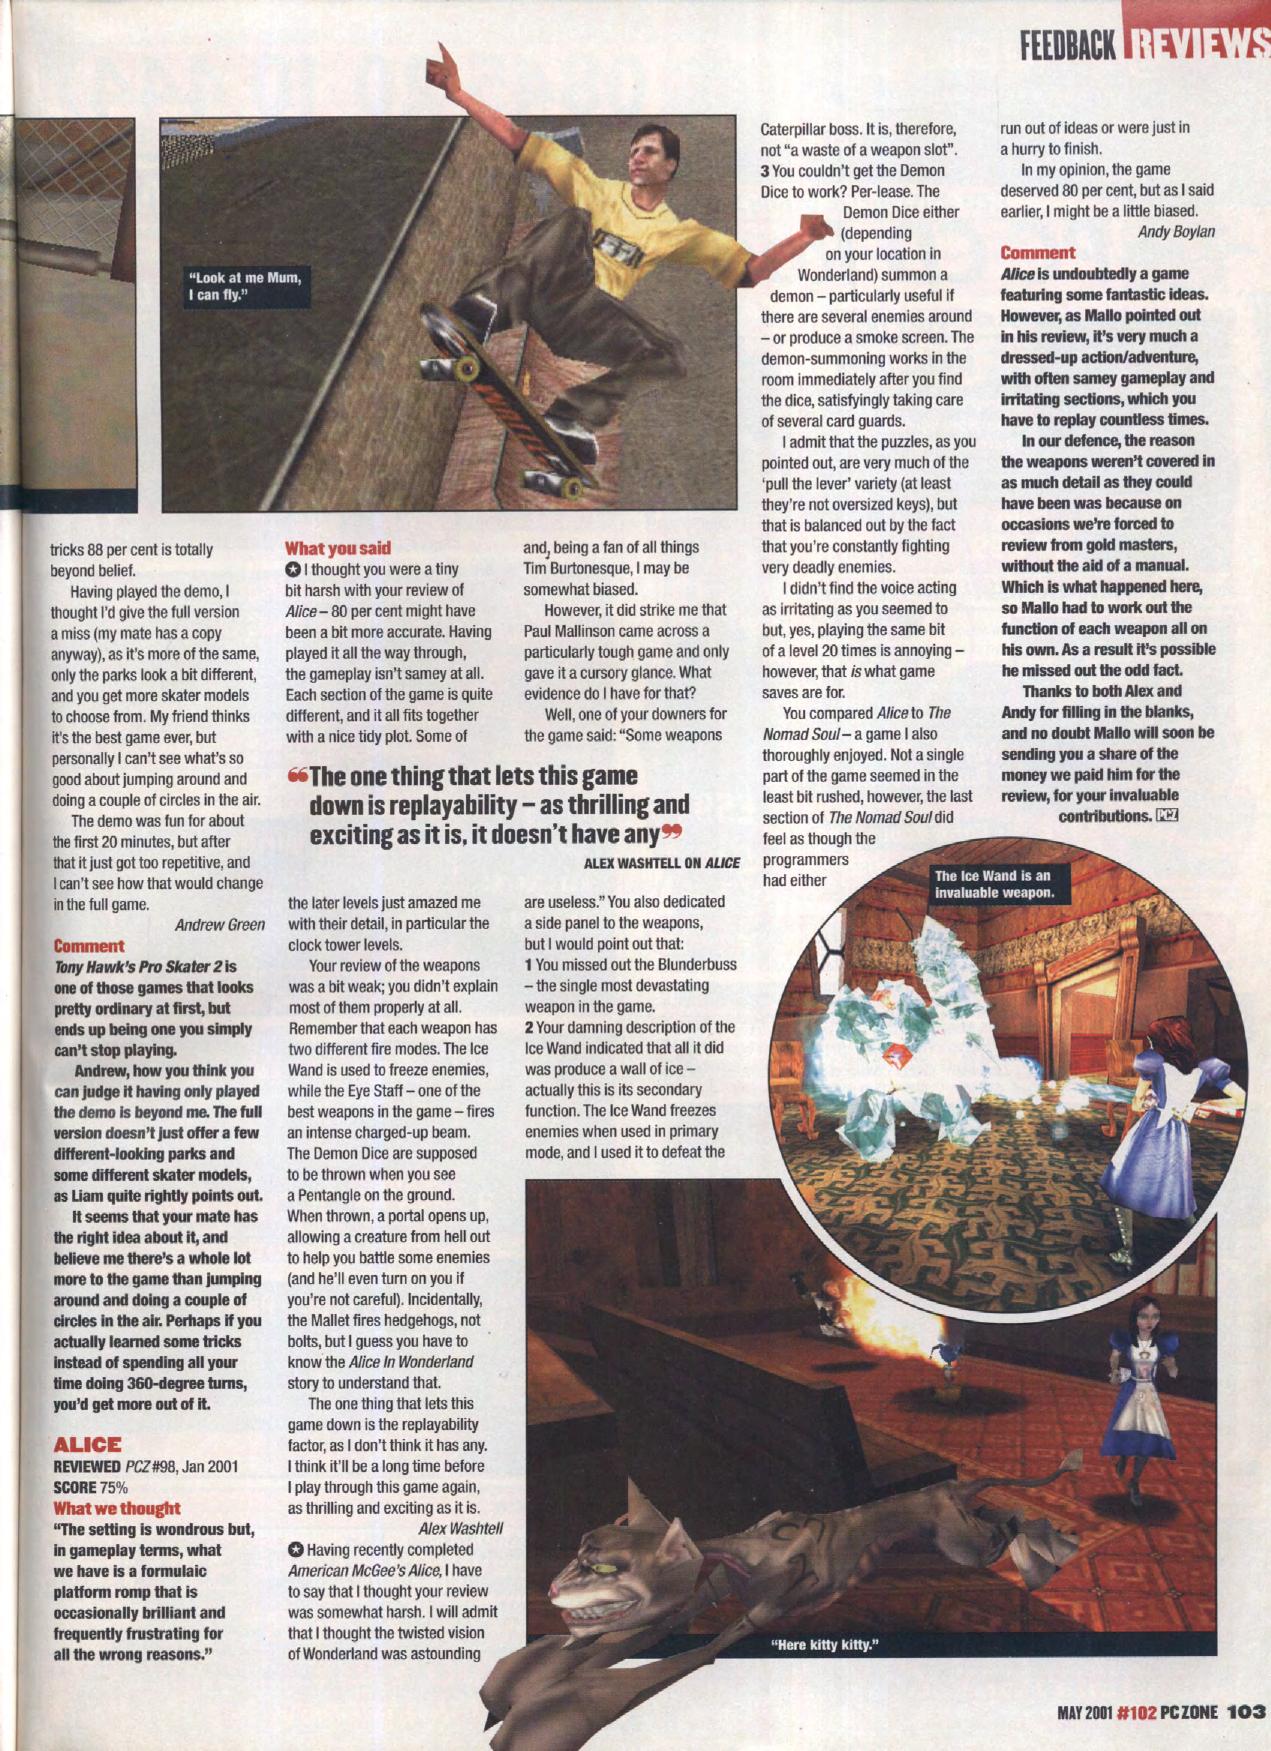 FEEDBACK REVIEWS
"Look at me Mum,
I can fly."
tricks 88 per cent is totally
beyond belief.
Having played the demo, I
thought I'd give the full version
a miss (my mate has a copy
anyway), as it's more of the same,
only the parks look a bit different,
and you get more skater models
to choose from. My friend thinks
it's the best game ever, but
personally I can't see what's so
good about jumping around and
doing a couple of circles in the air.
The demo was fun for about
the first 20 minutes, but after
that it just got too repetitive, and
I can't see how that would change
in the full game.
Andrew Green
Comment
Tony Hawk's Pro Skater 2 is
one of those games that looks
pretty ordinary at first, but
ends up being one you simply
can't stop playing.
Andrew, how you think you
can judge it having only played
the demo is beyond me. The full
version doesn't just offer a few
different-looking parks and
some different skater models,
as Liam quite rightly points out.
It seems that your mate has
the right idea about it, and
believe me there's a whole lot
more to the game than jumping
around and doing a couple of
circles in the air. Perhaps if you
actually learned some tricks
instead of spending all your
time doing 360-degree turns,
you'd get more out of it.
ALICE
REVIEWED PCZ #98, Jan 2001
SCORE 75%
What we thought
"The setting is wondrous but,
in gameplay terms, what
we have is a formulaic
platform romp that is
occasionally brilliant and
frequently frustrating for
all the wrong reasons."
What you said
I thought you were a tiny
bit harsh with your review of
Alice – 80 per cent might have
been a bit more accurate. Having
played it all the way through,
the gameplay isn't samey at all.
Each section of the game is quite
different, and it all fits together
with a nice tidy plot. Some of
the later levels just amazed me
with their detail, in particular the
clock tower levels.
Your review of the weapons
was a bit weak; you didn't explain
most of them properly at all.
Remember that each weapon has
two different fire modes. The Ice
Wand is used to freeze enemies,
while the Eye Staff – one of the
best weapons in the game – fires
an intense charged-up beam.
The Demon Dice are supposed
to be thrown when you see
a Pentangle on the ground.
When thrown, a portal opens up,
allowing a creature from hell out
to help you battle some enemies
(and he'll even turn on you if
you're not careful). Incidentally,
the Mallet fires hedgehogs, not
bolts, but I guess you have to
know the Alice In Wonderland
story to understand that.
The one thing that lets this
game down is the replayability
factor, as I don't think it has any.
I think it'll be a long time before
I play through this game again,
as thrilling and exciting as it is.
Alex Washtell
Having recently completed
American McGee's Alice, I have
to say that I thought your review
was somewhat harsh. I will admit
that I thought the twisted vision
of Wonderland was astounding
and, being a fan of all things
Tim Burtonesque, I may be
somewhat biased.
However, it did strike me that
Paul Mallinson came across a
particularly tough game and only
gave it a cursory glance. What
evidence do I have for that?
Well, one of your downers for
the game said: "Some weapons
"The one thing that lets this game
down is replayability – as thrilling and
exciting as it is, it doesn't have any"
ALEX WASHTELL ON ALICE
are useless." You also dedicated
a side panel to the weapons,
but I would point out that:
1 You missed out the Blunderbuss
– the single most devastating
weapon in the game.
2 Your damning description of the
Ice Wand indicated that all it did
was produce a wall of ice –
actually this is its secondary
function. The Ice Wand freezes
enemies when used in primary
mode, and I used it to defeat the
Caterpillar boss. It is, therefore,
not "a waste of a weapon slot".
3 You couldn't get the Demon
Dice to work? Per-lease. The
Demon Dice either
(depending
on your location in
Wonderland) summon a
demon – particularly useful if
there are several enemies around
– or produce a smoke screen. The
demon-summoning works in the
room immediately after you find
the dice, satisfyingly taking care
of several card guards.
I admit that the puzzles, as you
pointed out, are very much of the
'pull the lever' variety (at least
they're not oversized keys), but
that is balanced out by the fact
that you're constantly fighting
very deadly enemies.
I didn't find the voice acting
as irritating as you seemed to
but, yes, playing the same bit
of a level 20 times is annoying –
however, that is what game
saves are for.
You compared Alice to The
Nomad Soul – a game I also
thoroughly enjoyed. Not a single
part of the game seemed in the
least bit rushed, however, the last
section of The Nomad Soul did
feel as though the
programmers
had either
run out of ideas or were just in
a hurry to finish.
In my opinion, the game
deserved 80 per cent, but as I said
earlier, I might be a little biased.
Andy Boylan
Comment
Alice is undoubtedly a game
featuring some fantastic ideas.
However, as Mallo pointed out
in his review, it's very much a
dressed-up action/adventure,
with often samey gameplay and
irritating sections, which you
have to replay countless times.
In our defence, the reason
the weapons weren't covered in
as much detail as they could
have been was because on
occasions we're forced to
review from gold masters,
without the aid of a manual.
Which is what happened here,
so Mallo had to work out the
function of each weapon all on
his own. As a result it's possible
he missed out the odd fact.
Thanks to both Alex and
Andy for filling in the blanks,
and no doubt Mallo will soon be
sending you a share of the
money we paid him for the
review, for your invaluable
contributions. PCZ
The Ice Wand is an
invaluable weapon.
"Here kitty kitty."
MAY 2001 #102 PCZONE 103